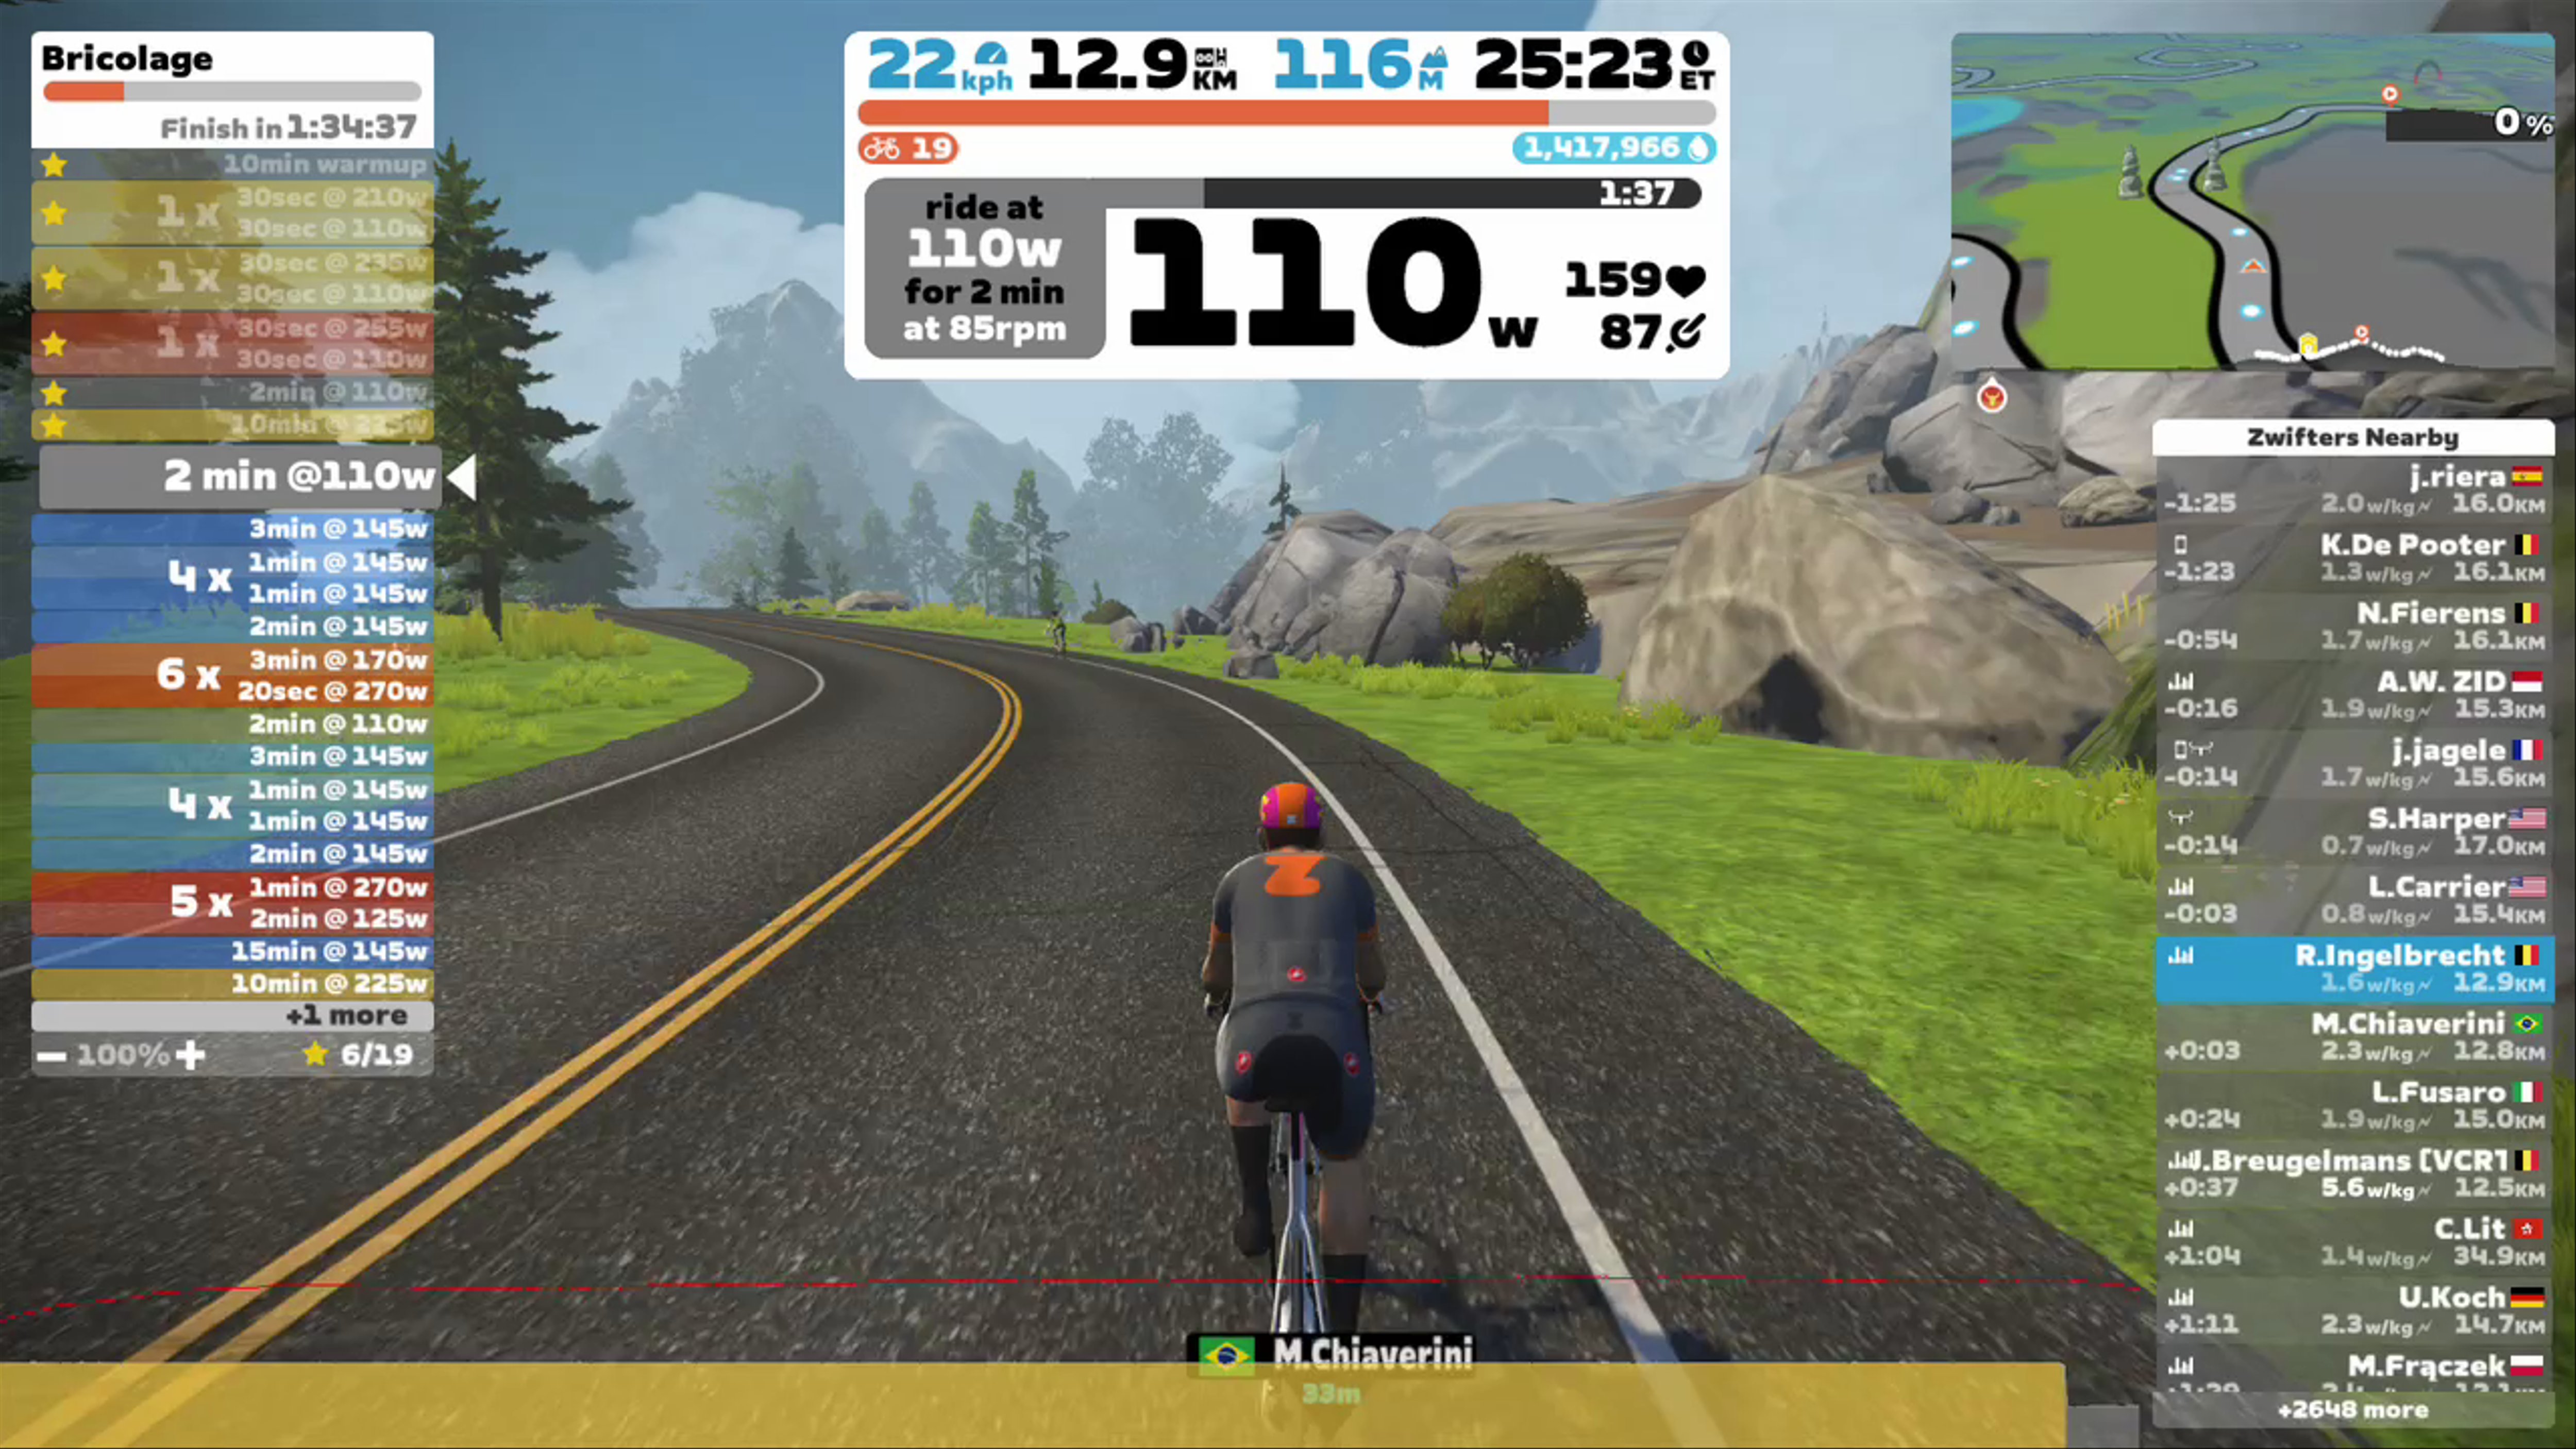 Bricolage
Finish in 1:34:37
10min warmup
1 x
30sec @ 210w
30sec @ 110w
1 x
30sec @ 235w
30sec @ 110w
1 x
30sec @ 255w
30sec @ 110w
2min @ 110w
10min @ 225w
2 min @110w
3min @ 145w
4 x
1min @ 145w
1min @ 145w
2min @ 145w
6 x
3min @ 170w
20sec @ 270w
2min @ 110w
3min @ 145w
4 x
1min @ 145w
1min @ 145w
2min @ 145w
5 x
1min @ 270w
2min @ 125w
15min @ 145w
10min @ 225w
+1 more
− 100% + 6/19
22 kph 12.9 KM 116 M 25:23 ET
19 1,417,966
ride at
110w
for 2 min
at 85rpm
1:37
110 w
159
87
0 %
Zwifters Nearby
j.riera
-1:25 2.0 w/kg 16.0KM
K.De Pooter
-1:23 1.3 w/kg 16.1KM
N.Fierens
-0:54 1.7 w/kg 16.1KM
A.W. ZID
-0:16 1.9 w/kg 15.3KM
j.jagele
-0:14 1.7 w/kg 15.6KM
S.Harper
-0:14 0.7 w/kg 17.0KM
L.Carrier
-0:03 0.8 w/kg 15.4KM
R.Ingelbrecht
1.6 w/kg 12.9KM
M.Chiaverini
+0:03 2.3 w/kg 12.8KM
L.Fusaro
+0:24 1.9 w/kg 15.0KM
J.Breugelmans [VCRT
+0:37 5.6 w/kg 12.5KM
C.Lit
+1:04 1.4 w/kg 34.9KM
U.Koch
+1:11 2.3 w/kg 14.7KM
M.Frączek
+2648 more
Z
M.Chiaverini
33m